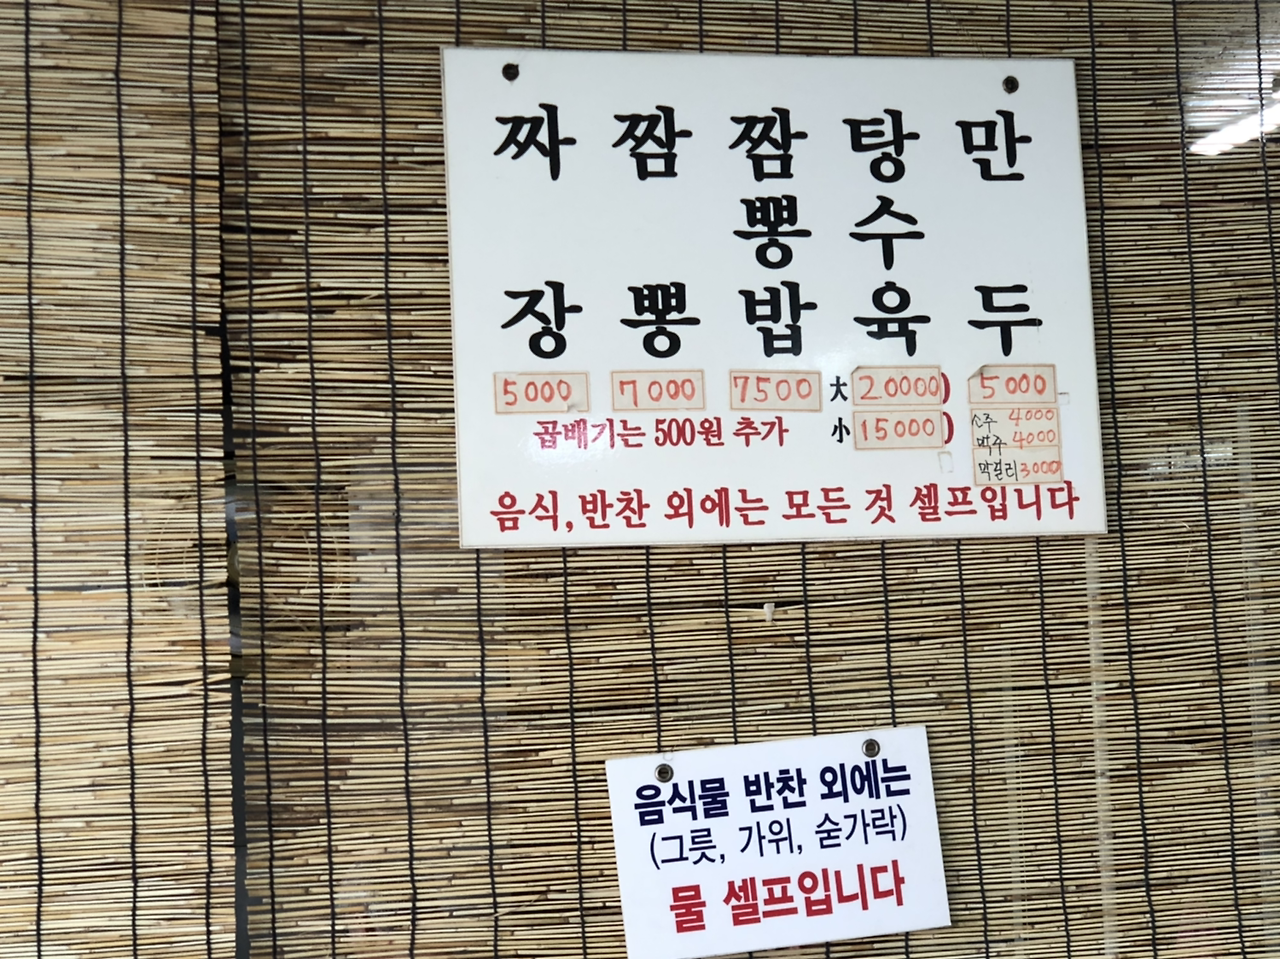 짜장 짬뽕 짬뽕밥 탕수육 만두
5000 7000 7500 大 20000) 5000
곱배기는 500원 추가 小 15000)
소주 4000
맥주 4000
막걸리 3000
음식,반찬 외에는 모든 것 셀프입니다
음식물 반찬 외에는
(그릇, 가위, 숟가락)
물 셀프입니다